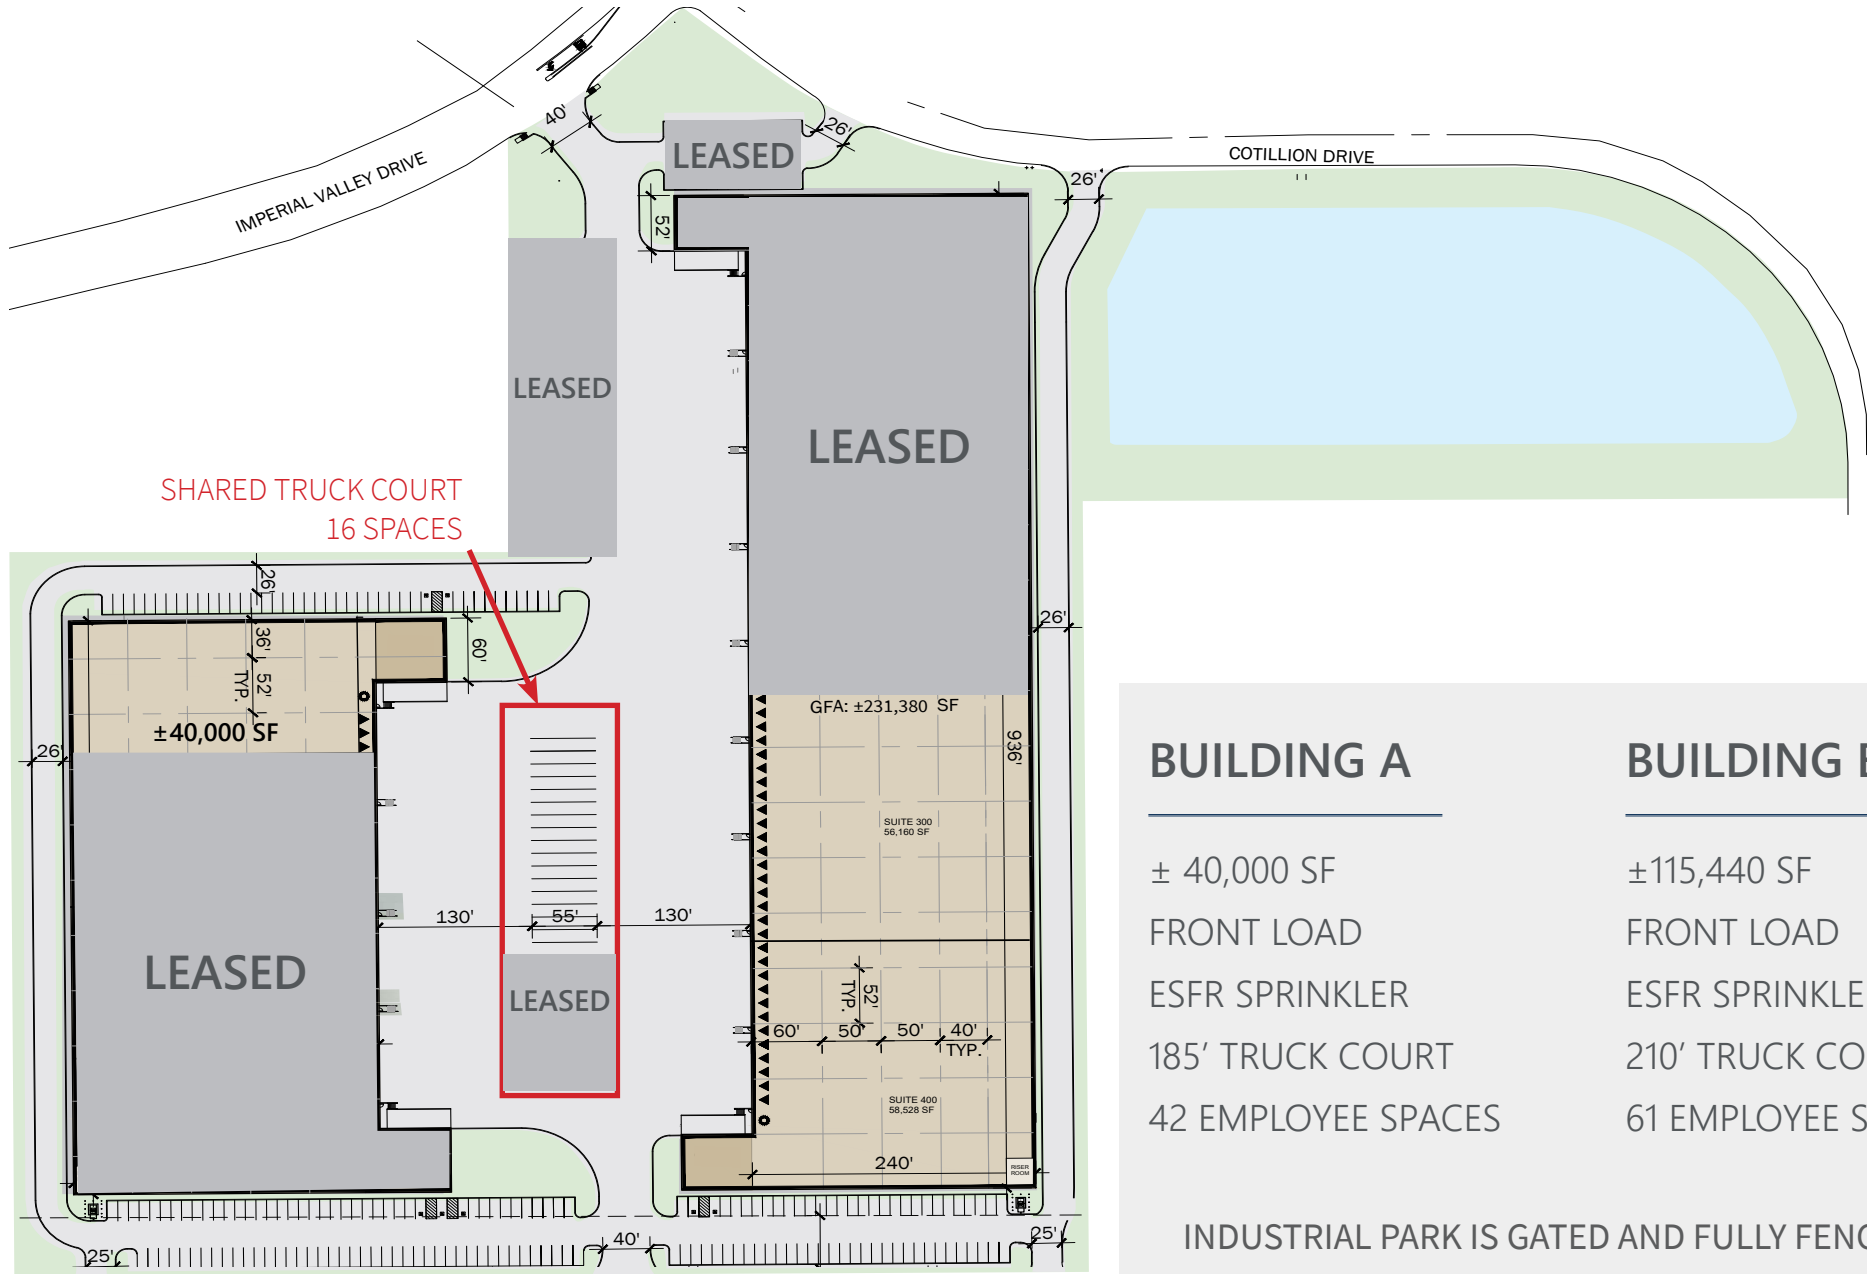 40'
26'
LEASED
COTILLION DRIVE
26'
IMPERIAL VALLEY DRIVE
52'
LEASED
LEASED
SHARED TRUCK COURT
16 SPACES
26'
36'
60'
26'
52'
TYP.
±40,000 SF
GFA: ±231,380 SF
936'
26'
SUITE 300
56,160 SF
130'
55'
130'
LEASED
LEASED
52'
TYP.
60'
50'
50'
40'
TYP.
SUITE 400
58,528 SF
240'
RISER
ROOM
25'
40'
25'
BUILDING A
± 40,000 SF
FRONT LOAD
ESFR SPRINKLER
185’ TRUCK COURT
42 EMPLOYEE SPACES
BUILDING
±115,440 SF
FRONT LOAD
ESFR SPRINKLE
210’ TRUCK CO
61 EMPLOYEE S
INDUSTRIAL PARK IS GATED AND FULLY FENC